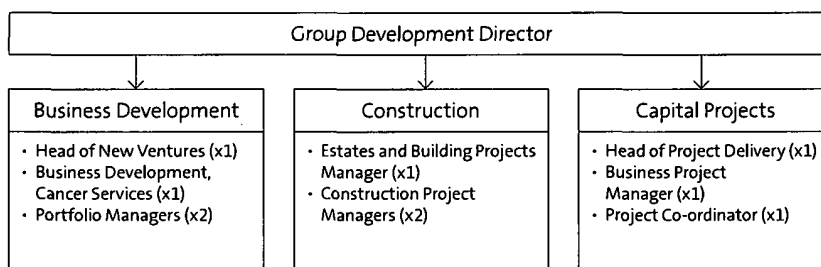 Group Development Director
Business Development
· Head of New Ventures (x1)
· Business Development,
Cancer Services (x1)
· Portfolio Managers (x2)
Construction
· Estates and Building Projects
Manager (x1)
· Construction Project
Managers (x2)
Capital Projects
· Head of Project Delivery (x1)
· Business Project
Manager (x1)
· Project Co-ordinator (x1)